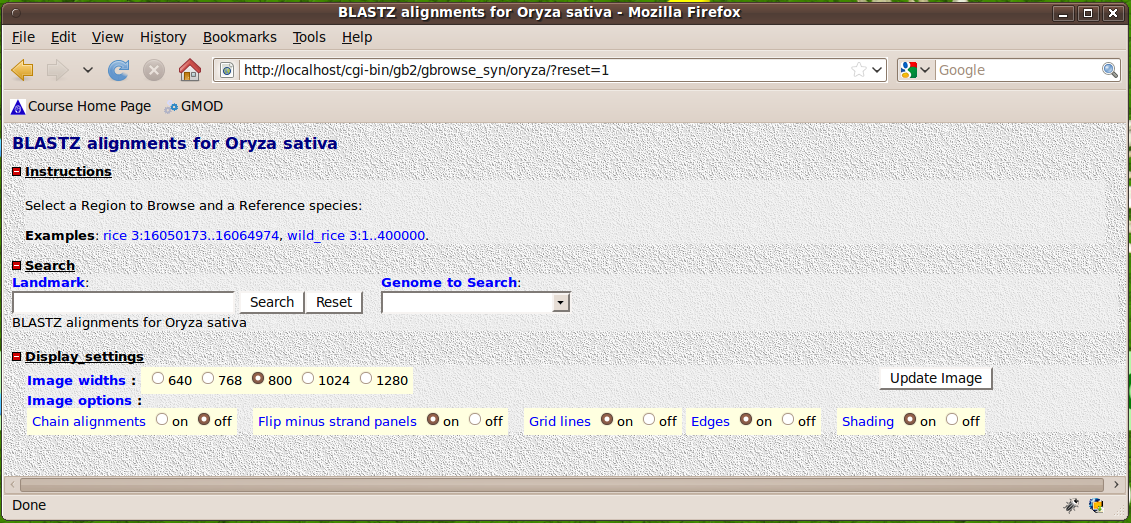 BLASTZ alignments for Oryza sativa - Mozilla Firefox
File Edit View History Bookmarks Tools Help
http://localhost/cgi-bin/gb2/gbrowse_syn/oryza/?reset=1 Google
Course Home Page GMOD
BLASTZ alignments for Oryza sativa
Instructions
Select a Region to Browse and a Reference species:
Examples: rice 3:16050173..16064974, wild_rice 3:1..400000.
Search
Landmark: Genome to Search:
Search Reset
BLASTZ alignments for Oryza sativa
Display_settings
Image widths : 640 768 800 1024 1280 Update Image
Image options :
Chain alignments on off Flip minus strand panels on off Grid lines on off Edges on off Shading on off
Done